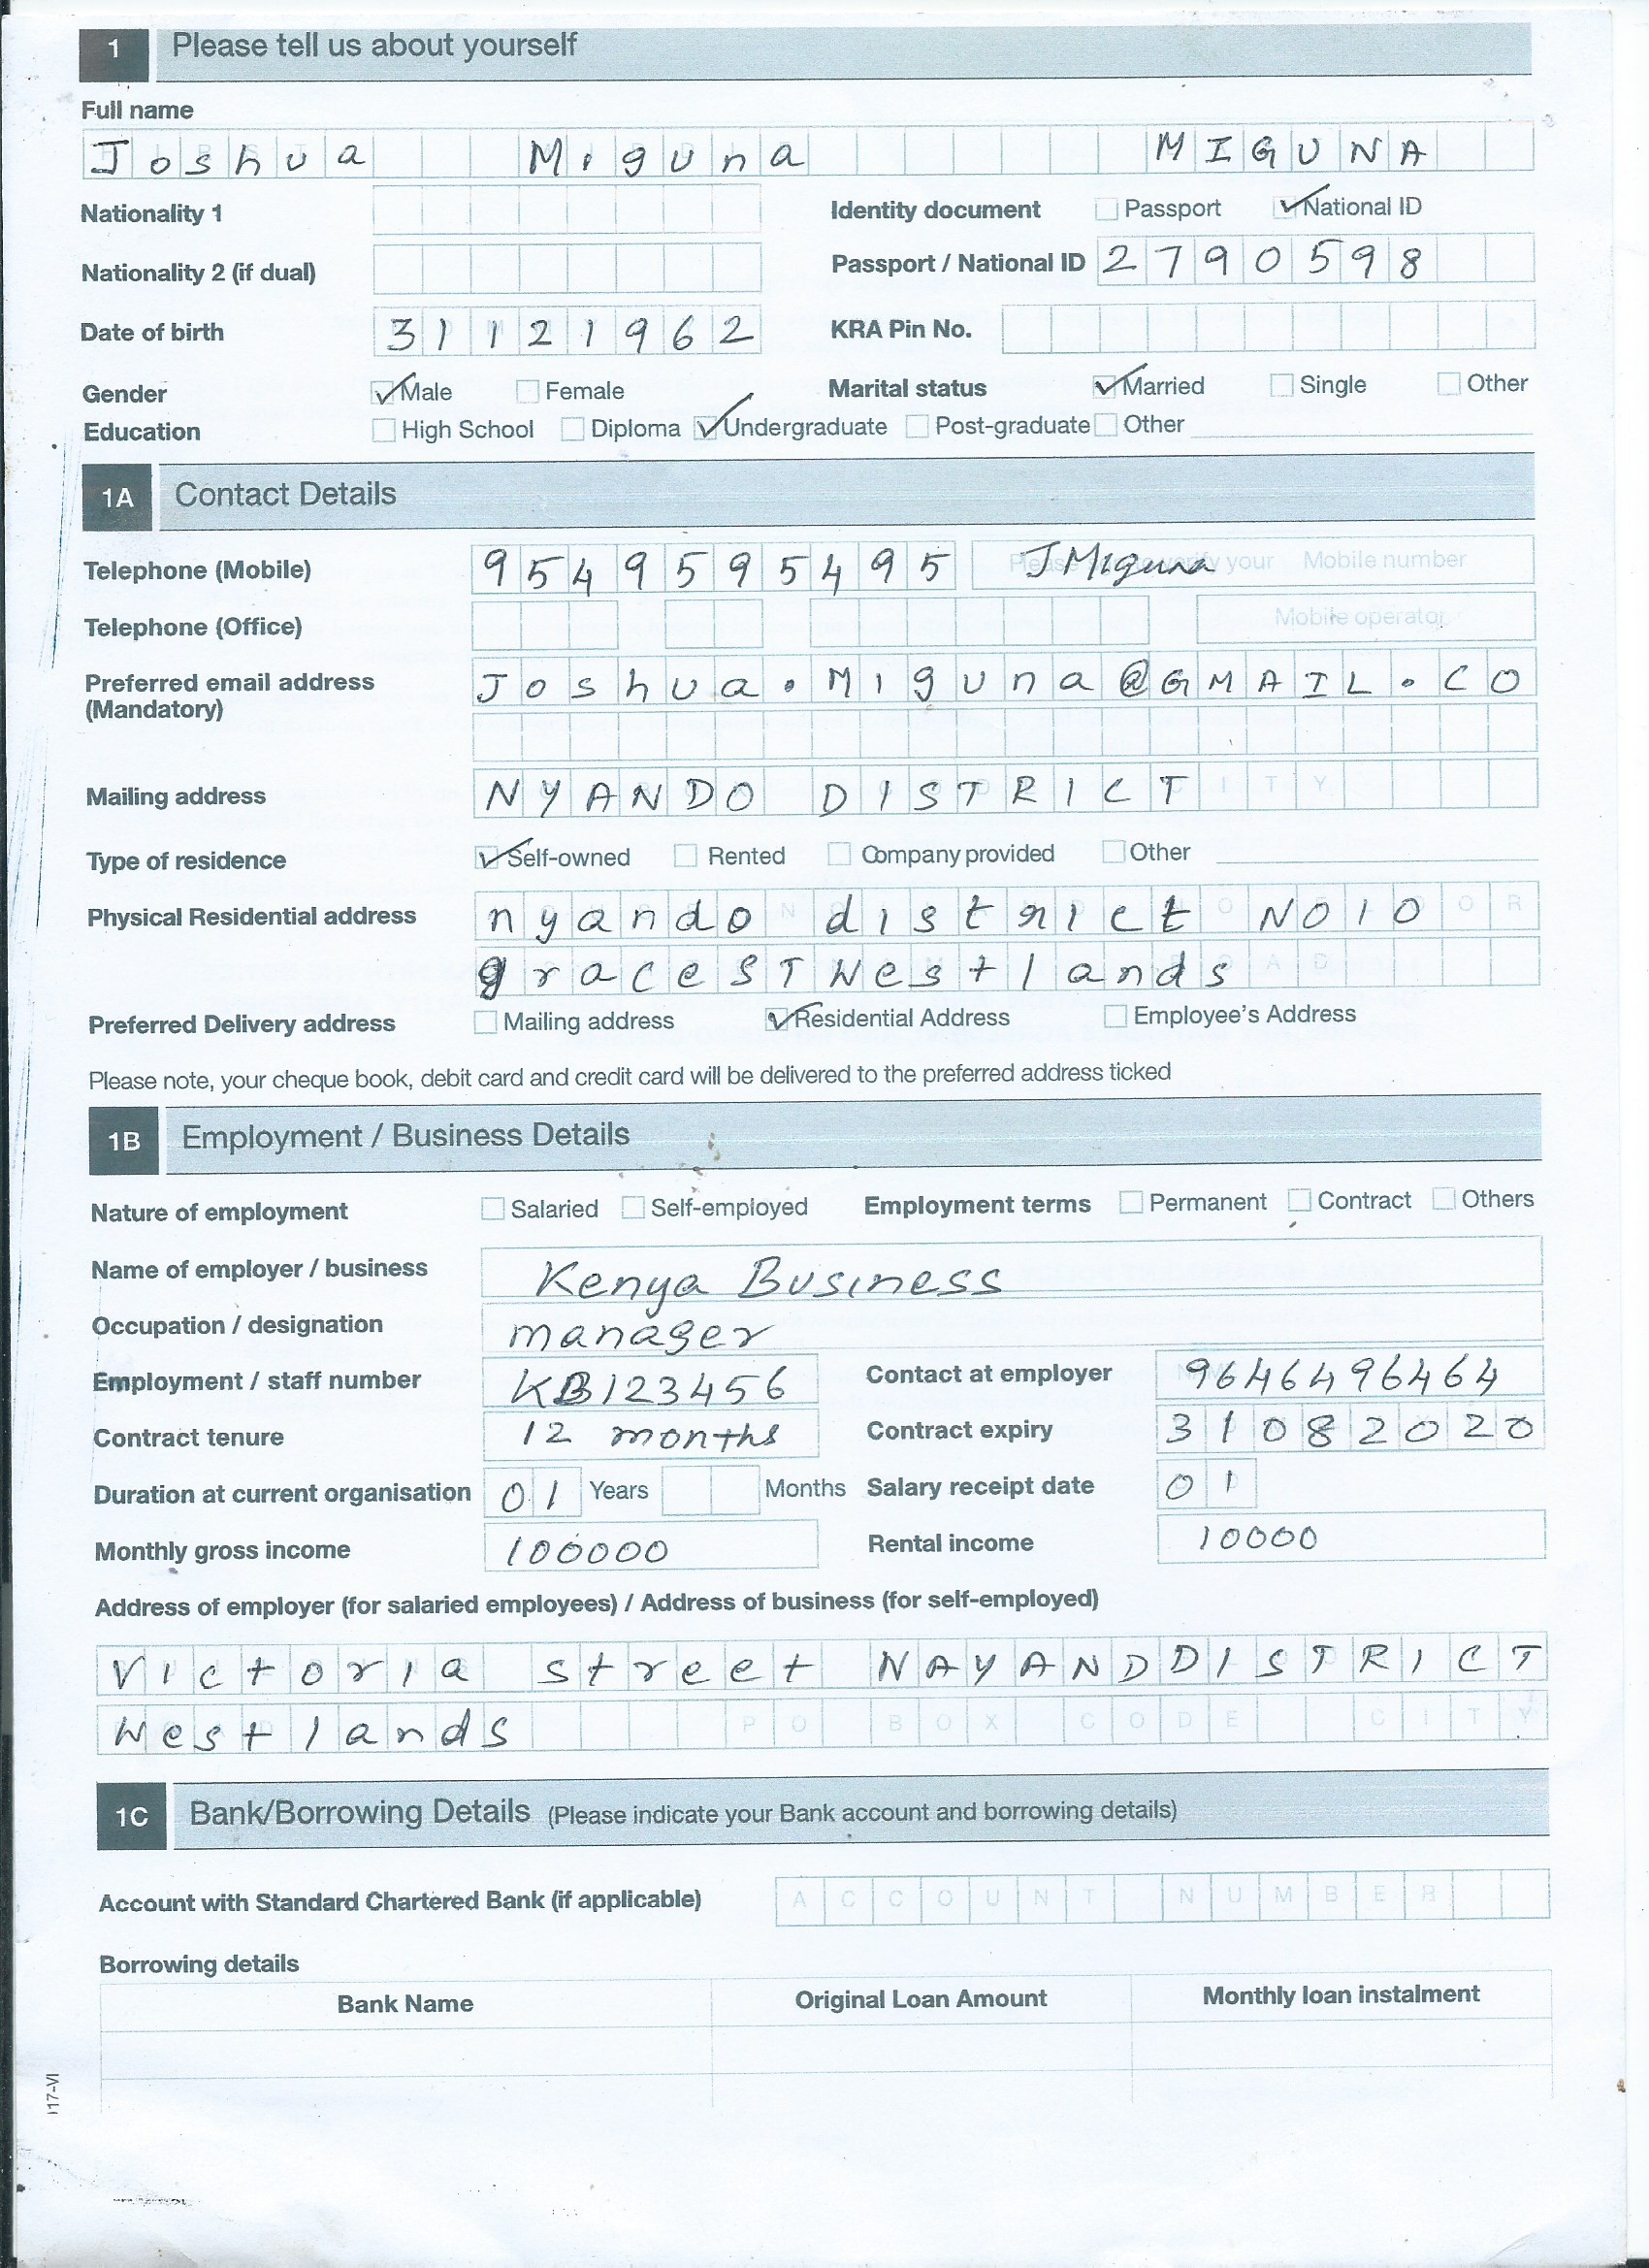 1 Please tell us about yourself
Full name
Joshua Miguna MIGUNA
Nationality 1 Identity document Passport National ID
Nationality 2 (if dual) Passport / National ID 2790598
Date of birth 31121962 KRA Pin No.
Gender Male Female Marital status Married Single Other
Education High School Diploma Undergraduate Post-graduate Other
1A Contact Details
Telephone (Mobile) 9549595495 JMiguna Please verify your Mobile number
Telephone (Office) Mobile operator
Preferred email address Joshua.Miguna@GMAIL.CO
(Mandatory)
Mailing address NYANDO DISTRICT CITY
Type of residence Self-owned Rented Company provided Other
Physical Residential address nyando district NO10
graceST Westlands
Preferred Delivery address Mailing address Residential Address Employee's Address
Please note, your cheque book, debit card and credit card will be delivered to the preferred address ticked
1B Employment / Business Details
Nature of employment Salaried Self-employed Employment terms Permanent Contract Others
Name of employer / business Kenya Business
Occupation / designation manager
Employment / staff number KB123456 Contact at employer 9646496464
Contract tenure 12 months Contract expiry 31082020
Duration at current organisation 01 Years Months Salary receipt date 01
Monthly gross income 100000 Rental income 10000
Address of employer (for salaried employees) / Address of business (for self-employed)
Victoria street NAYANDDISTRICT
Westlands PO BOX CODE CITY
1C Bank/Borrowing Details (Please indicate your Bank account and borrowing details)
Account with Standard Chartered Bank (if applicable) ACCOUNT NUMBER
Borrowing details
Bank Name Original Loan Amount Monthly loan instalment
117-VI